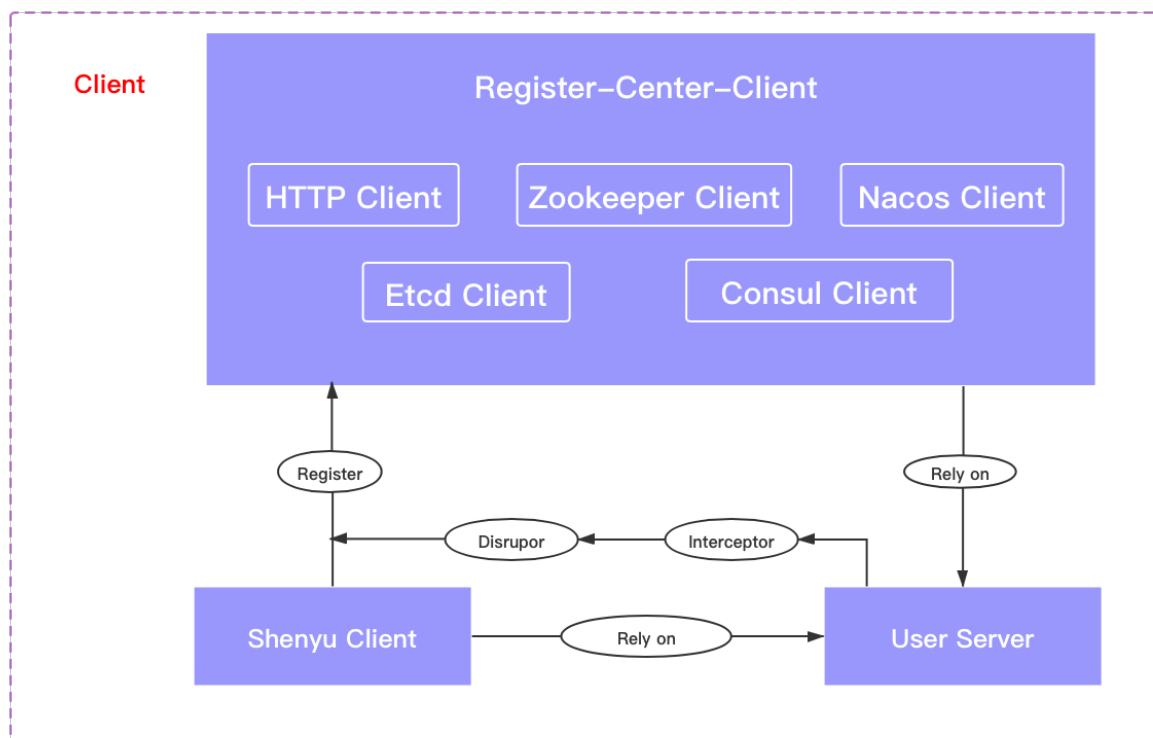 Client
Register-Center-Client
HTTP Client
Zookeeper Client
Nacos Client
Etcd Client
Consul Client
Register
Rely on
Disrupor
Interceptor
Shenyu Client
Rely on
User Server